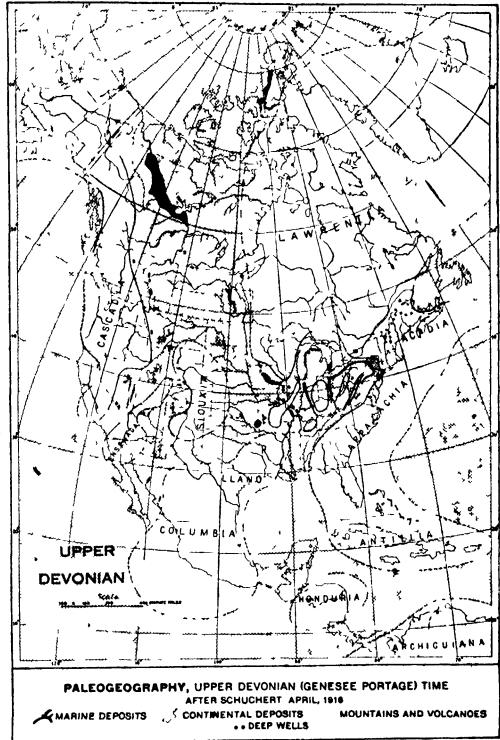 LAWRENTIA
CASCADIA
ACADIA
SIOUXIA
APPALACHIA
LLANO
COLUMBIA
ANTILLIA
UPPER
DEVONIAN
Scale
HONDURIA
ARCHIGUIANA
PALEOGEOGRAPHY, UPPER DEVONIAN (GENESEE PORTAGE) TIME
AFTER SCHUCHERT APRIL, 1916
MARINE DEPOSITS CONTINENTAL DEPOSITS MOUNTAINS AND VOLCANOES
•• DEEP WELLS